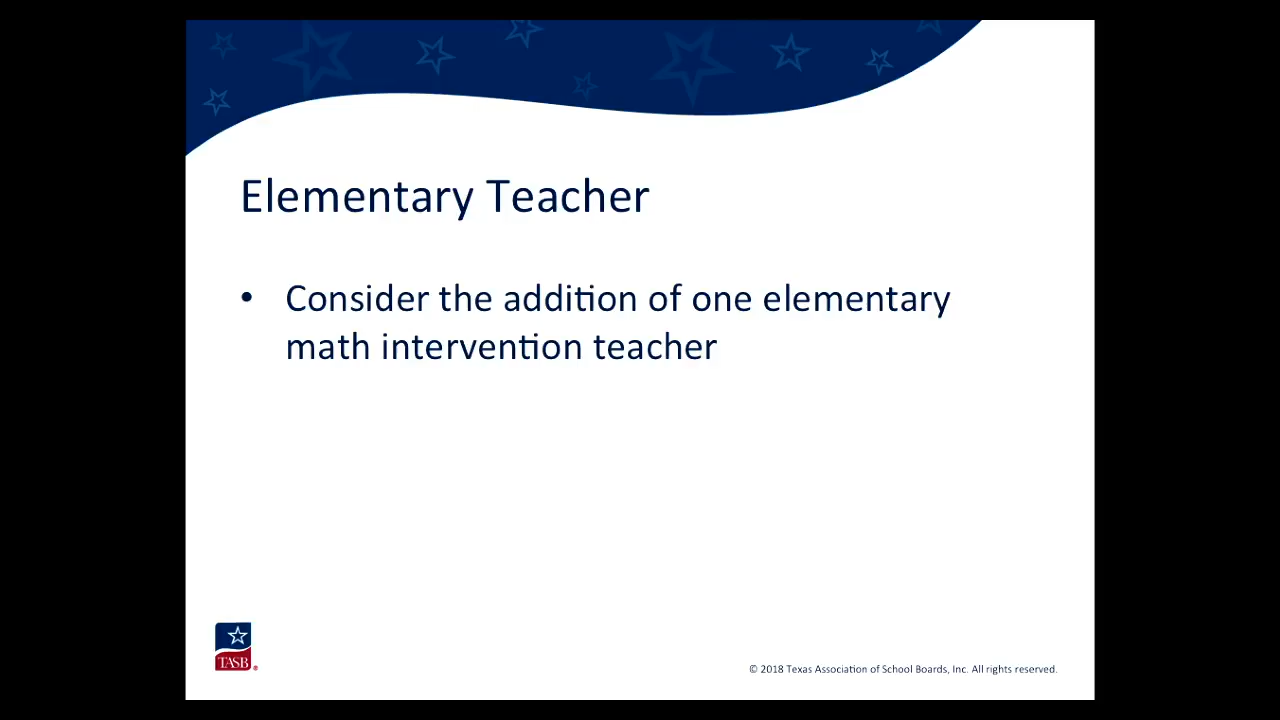 Elementary Teacher
• Consider the addition of one elementary
math intervention teacher
TASB®
© 2018 Texas Association of School Boards, Inc. All rights reserved.